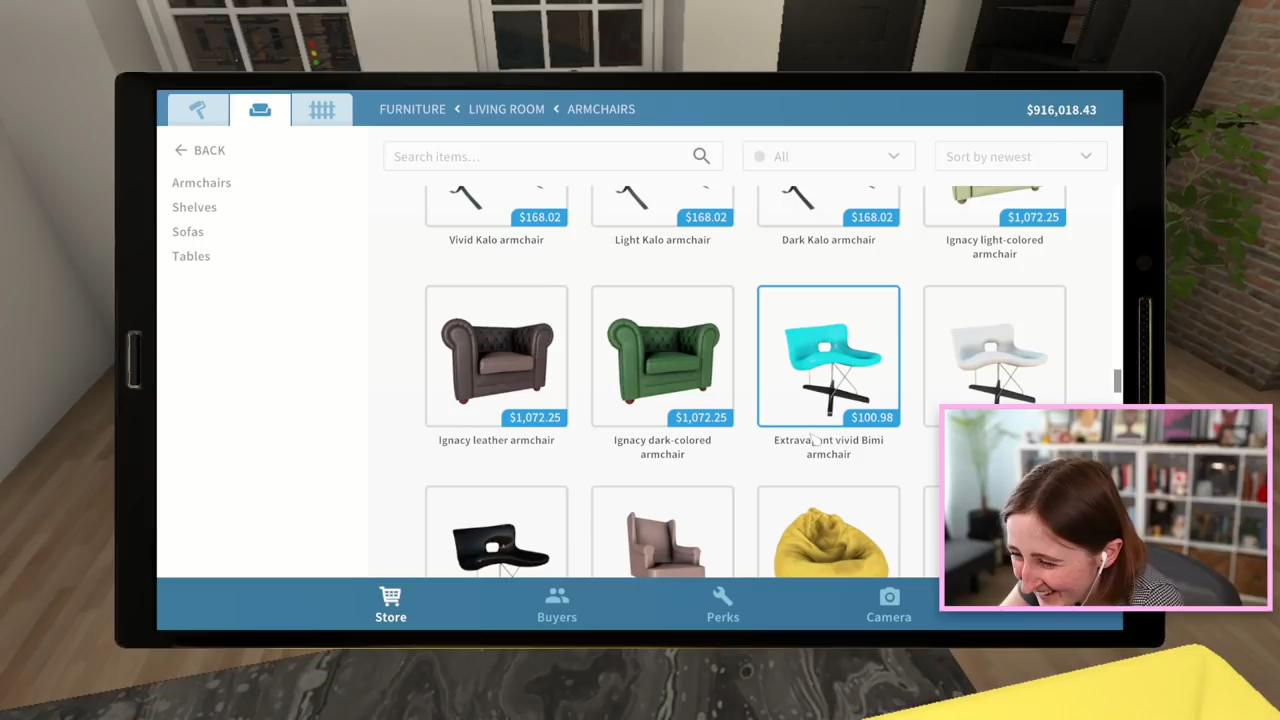 FURNITURE < LIVING ROOM < ARMCHAIRS
$916,018.43
BACK
Search items...
All
Sort by newest
Armchairs
Shelves
Sofas
Tables
$168.02
$168.02
$168.02
$1,072.25
Vivid Kalo armchair
Light Kalo armchair
Dark Kalo armchair
Ignacy light-colored
armchair
$1,072.25
$1,072.25
$100.98
Ignacy leather armchair
Ignacy dark-colored
armchair
vivid Bimi
armchair
Store
Buyers
Perks
Camera